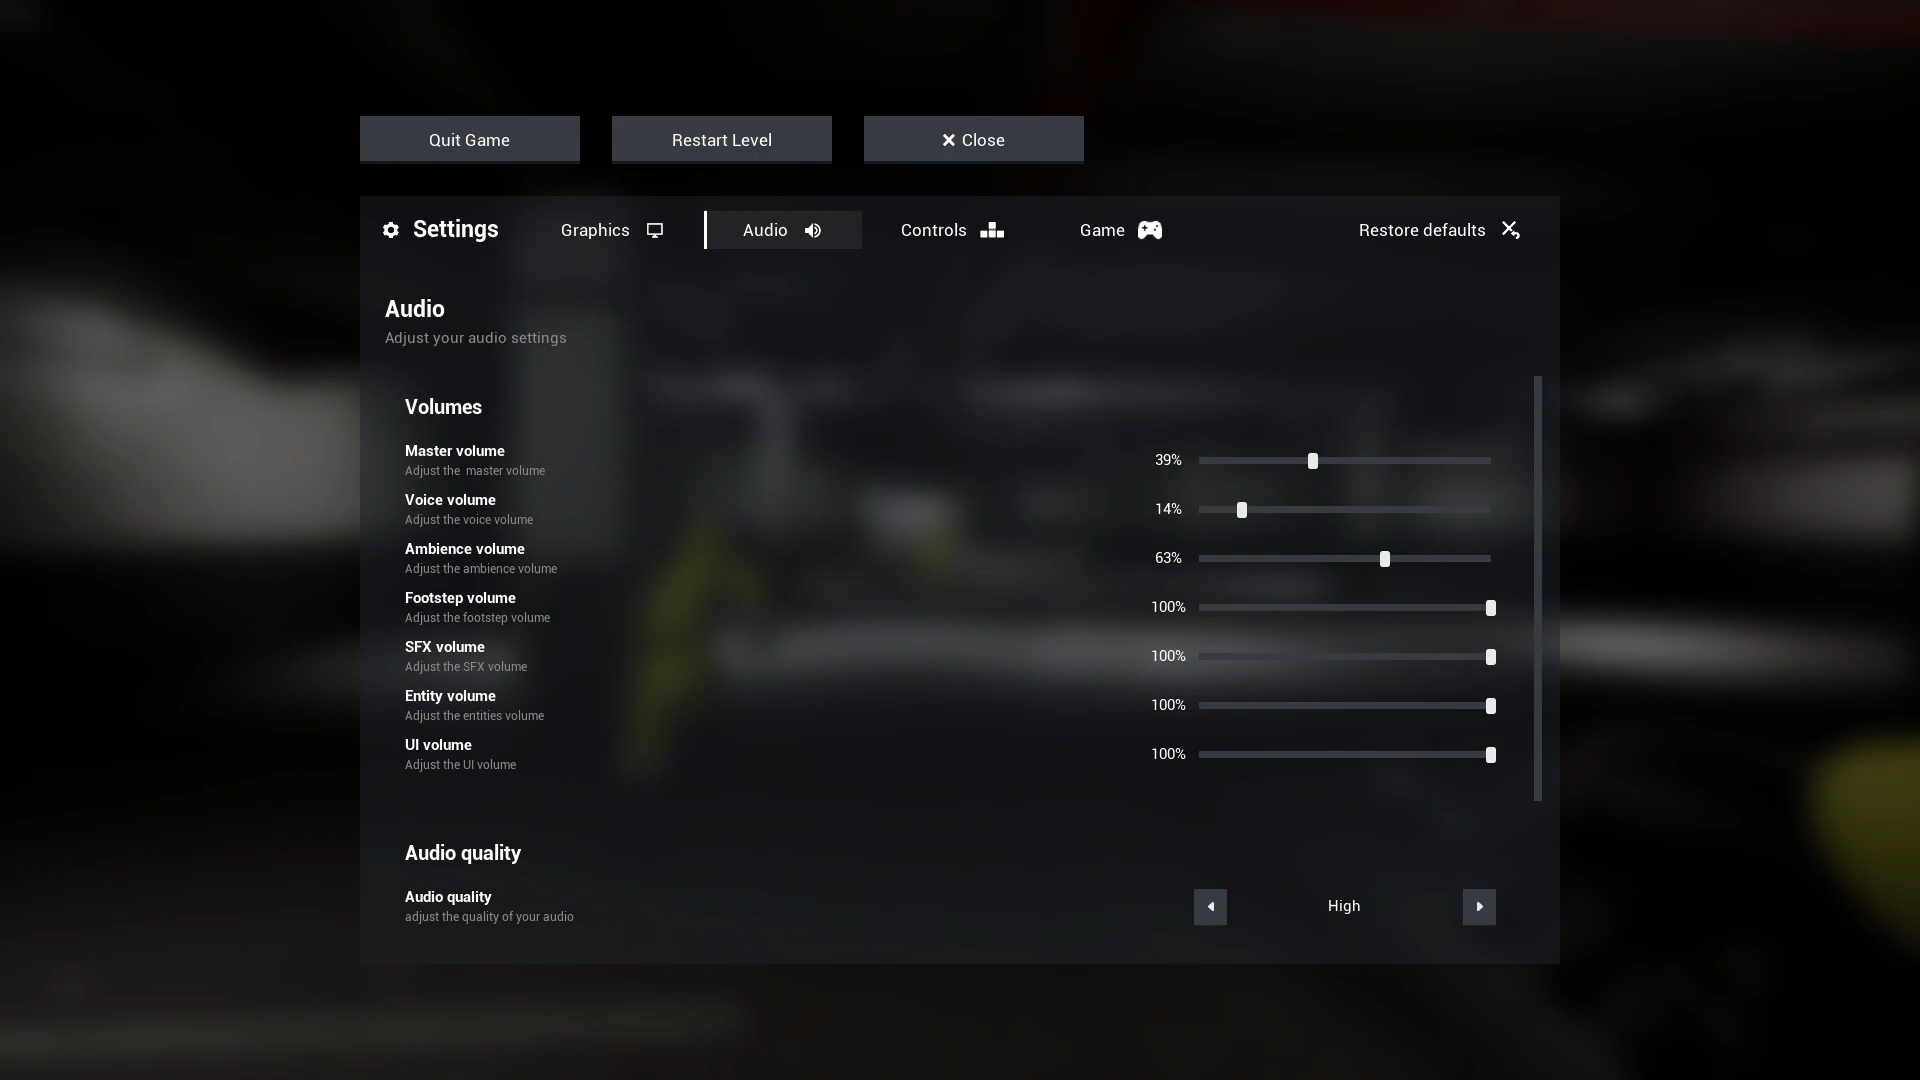 Quit Game
Restart Level
Close
Settings
Graphics
Audio
Controls
Game
Restore defaults
Audio
Adjust your audio settings
Volumes
Master volume
Adjust the  master volume
39%
Voice volume
Adjust the voice volume
14%
Ambience volume
Adjust the ambience volume
63%
Footstep volume
Adjust the footstep volume
100%
SFX volume
Adjust the SFX volume
100%
Entity volume
Adjust the entities volume
100%
UI volume
Adjust the UI volume
100%
Audio quality
Audio quality
adjust the quality of your audio
High